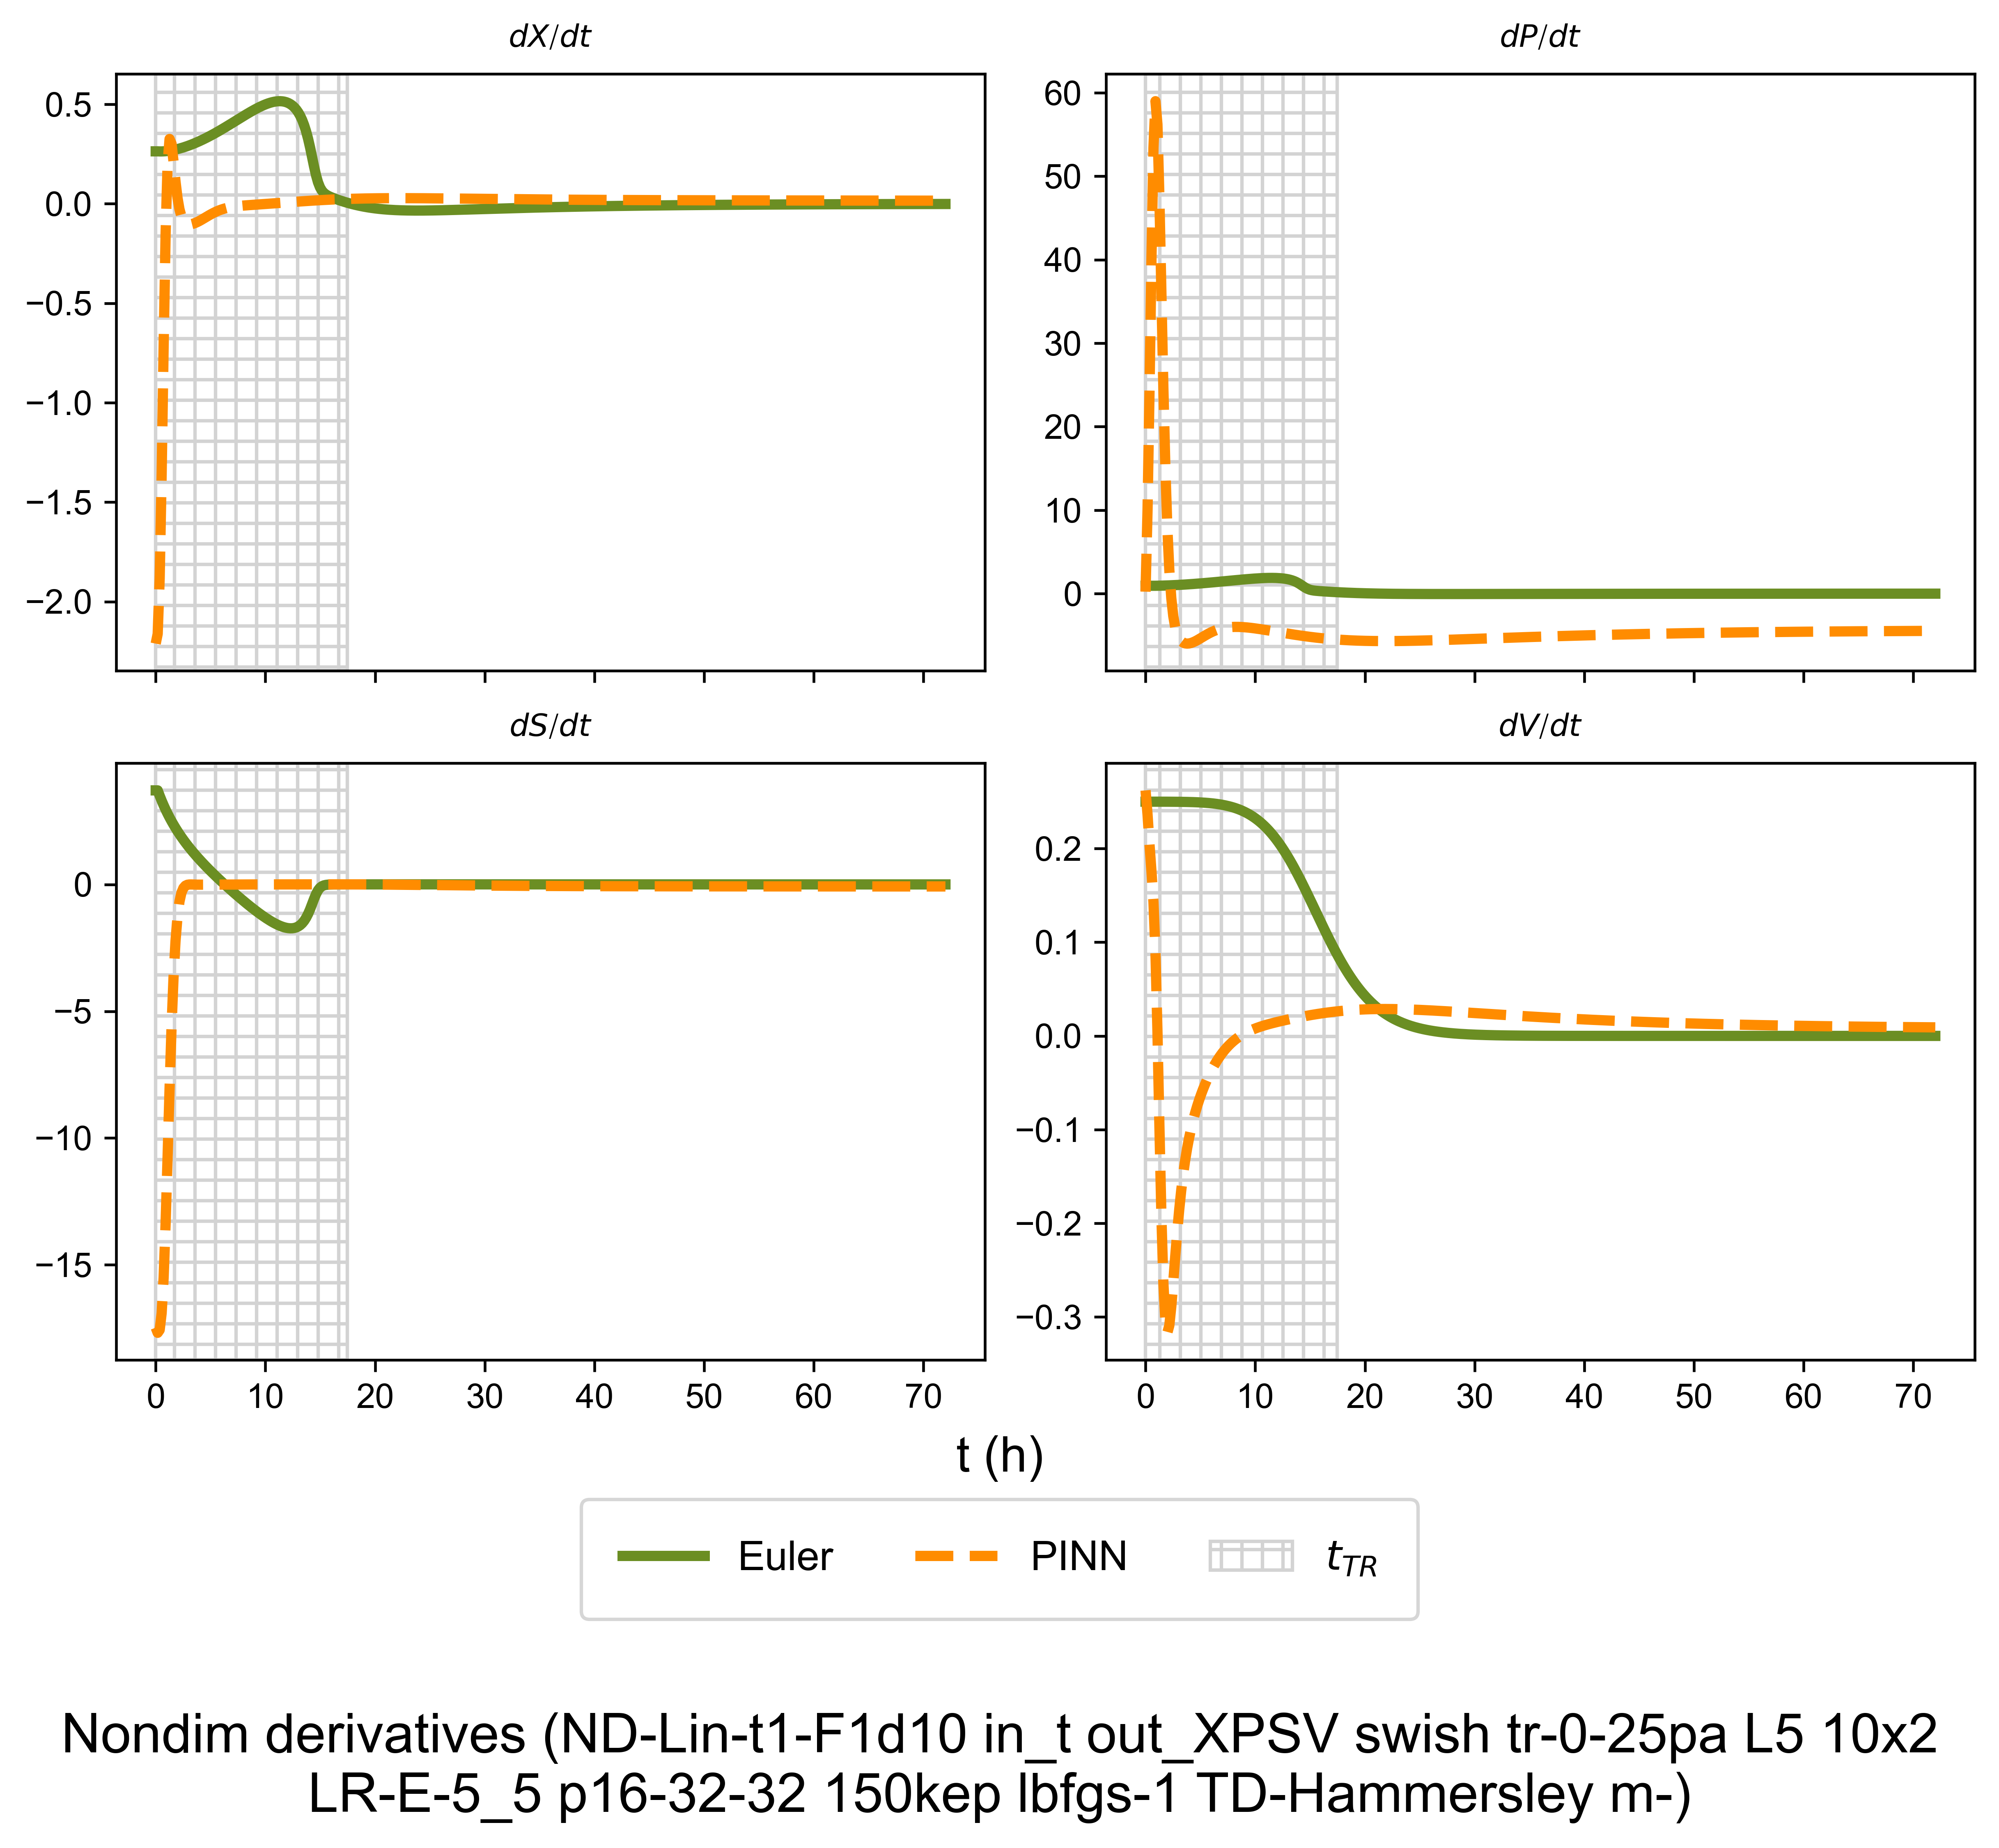 dX/dt
dP/dt
0.5
0.0
−0.5
−1.0
−1.5
−2.0
60
50
40
30
20
10
0
dS/dt
dV/dt
0
−5
−10
−15
0.2
0.1
0.0
−0.1
−0.2
−0.3
0 10 20 30 40 50 60 70
0 10 20 30 40 50 60 70
t (h)
Euler PINN t_TR
Nondim derivatives (ND-Lin-t1-F1d10 in_t out_XPSV swish tr-0-25pa L5 10x2
LR-E-5_5 p16-32-32 150kep lbfgs-1 TD-Hammersley m-)